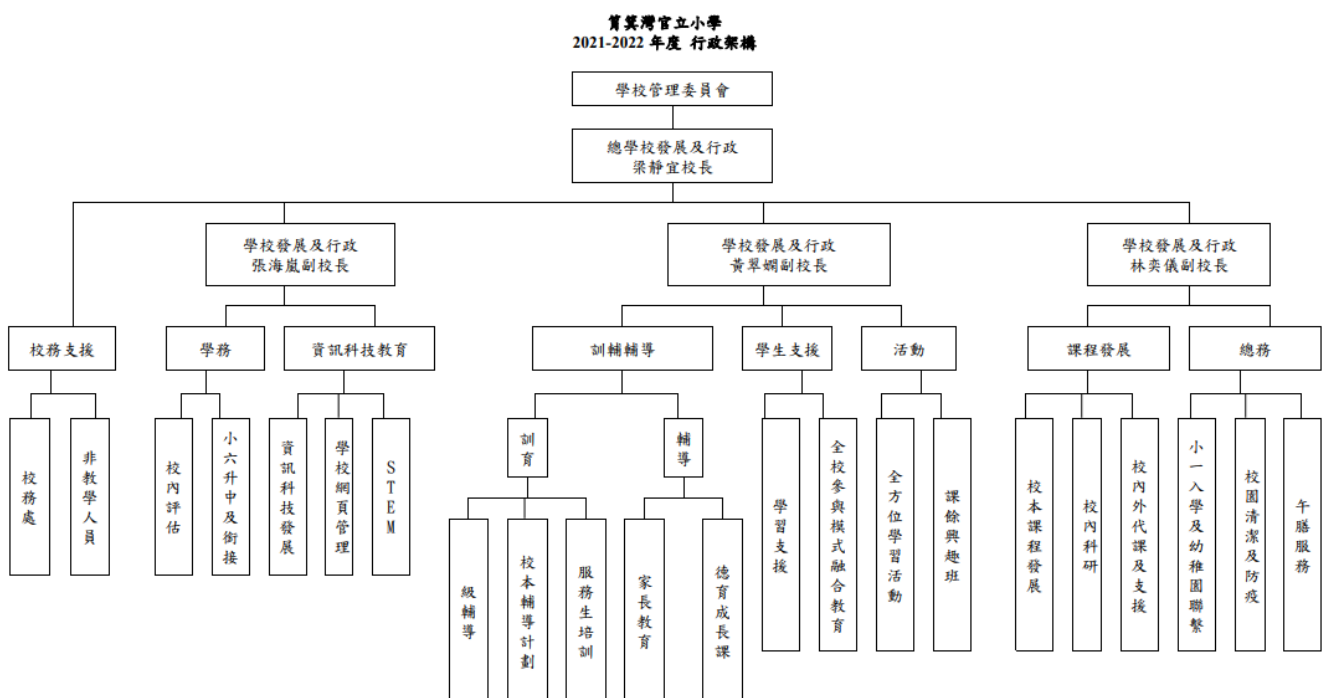 筲箕灣官立小學
2021-2022 年度 行政架構
學校管理委員會
總學校發展及行政
梁靜宜校長
學校發展及行政
張海嵐副校長
學校發展及行政
黃翠嫻副校長
學校發展及行政
林奕儀副校長
校務支援
學務
資訊科技教育
訓輔輔導
學生支援
活動
課程發展
總務
校務處
非教學人員
校內評估
小六升中及銜接
資訊科技發展
學校網頁管理
STEM
訓育
輔導
級輔導
校本輔導計劃
服務生培訓
家長教育
德育成長課
學習支援
全校參與模式融合教育
全方位學習活動
課餘興趣班
校本課程發展
校內科研
校內外代課及支援
小一入學及幼稚園聯繫
校園清潔及防疫
午膳服務